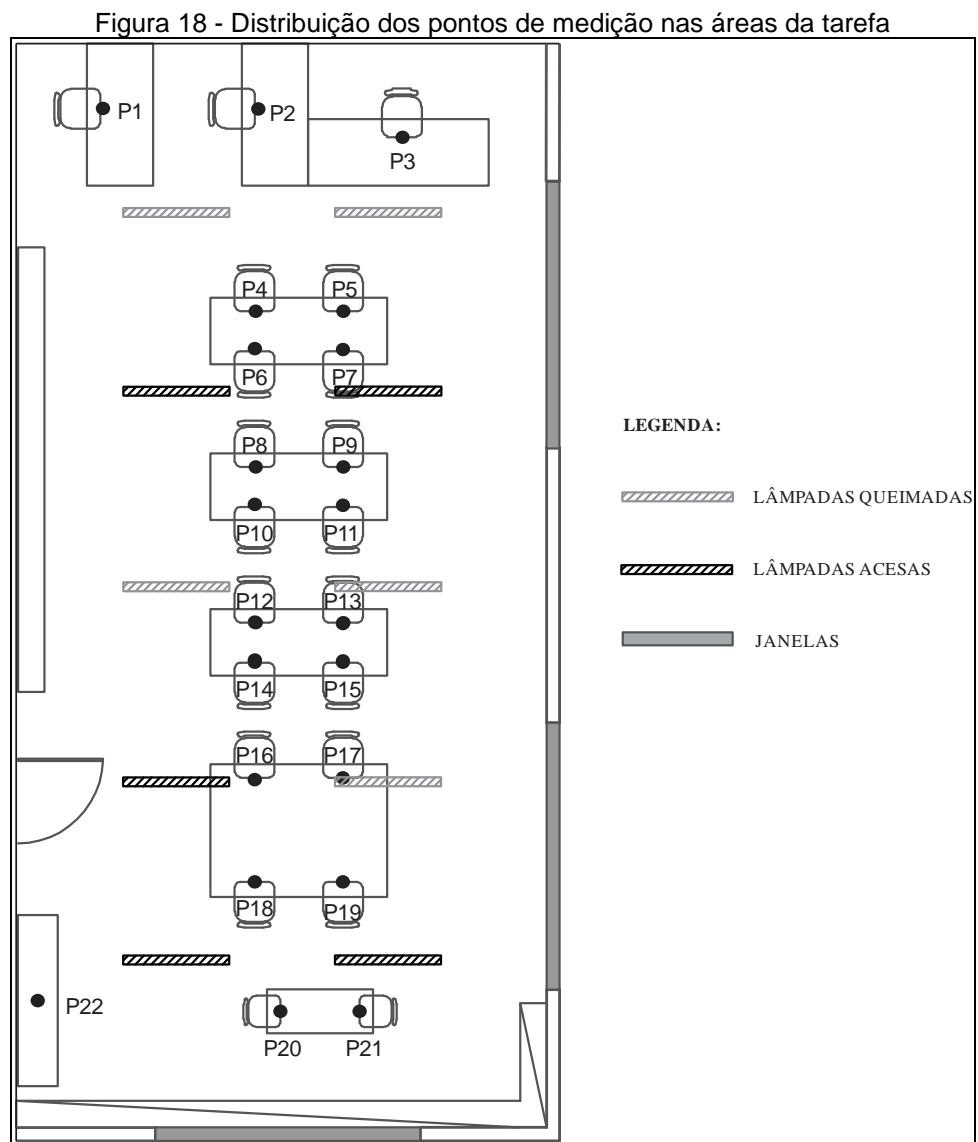 Figura 18 - Distribuição dos pontos de medição nas áreas da tarefa
P1
P2
P3
P4
P5
P6
P7
P8
P9
P10
P11
P12
P13
P14
P15
P16
P17
P18
P19
P20
P21
P22
LEGENDA:
LÂMPADAS QUEIMADAS
LÂMPADAS ACESAS
JANELAS